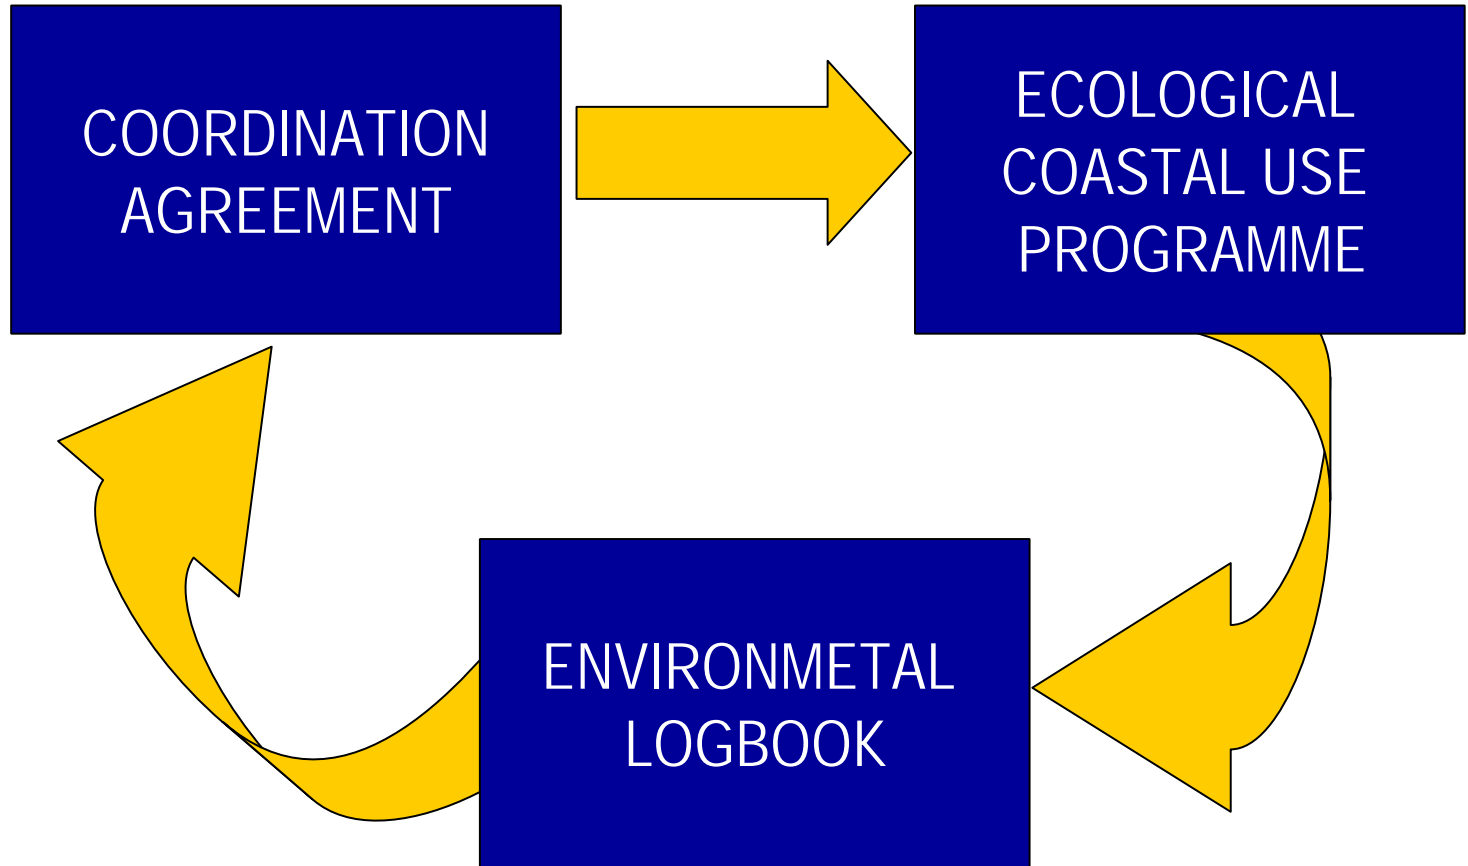 COORDINATION
AGREEMENT
ECOLOGICAL
COASTAL USE
PROGRAMME
ENVIRONMETAL
LOGBOOK